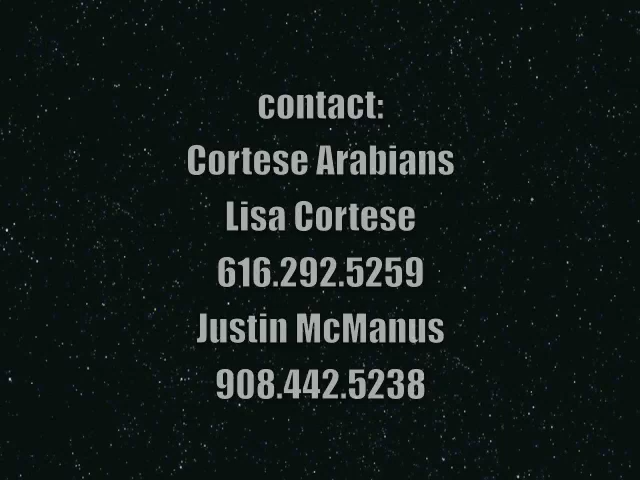 contact:
Cortese Arabians
Lisa Cortese
616.292.5259
Justin McManus
908.442.5238